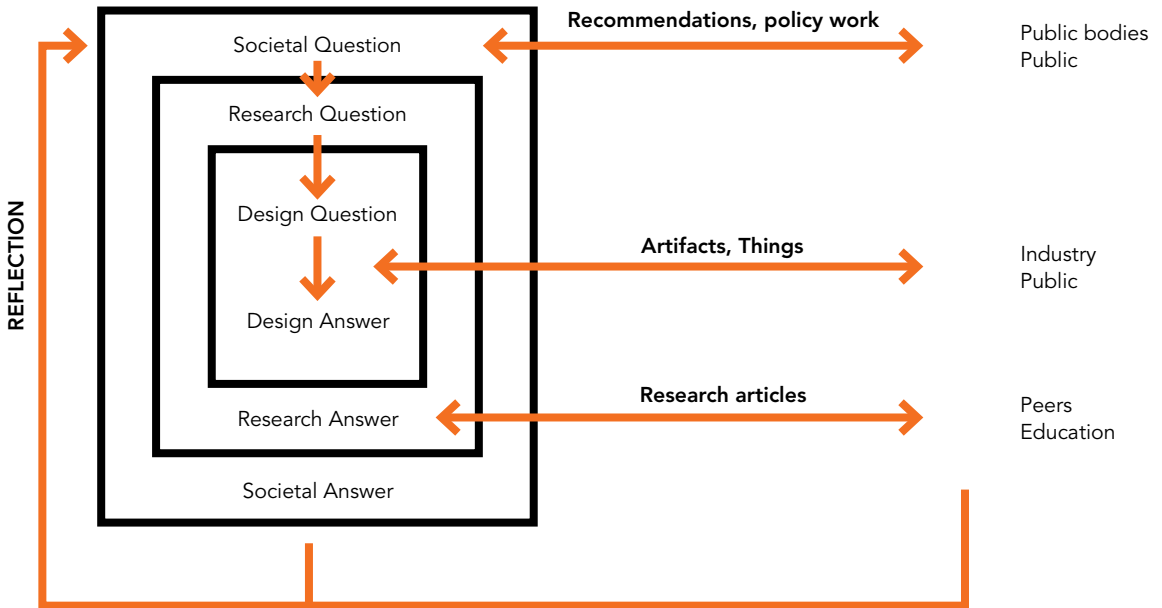 Recommendations, policy work
Societal Question
Public bodies
Public
Research Question
REFLECTION
Design Question
Artifacts, Things
Industry
Public
Design Answer
Research articles
Research Answer
Peers
Education
Societal Answer